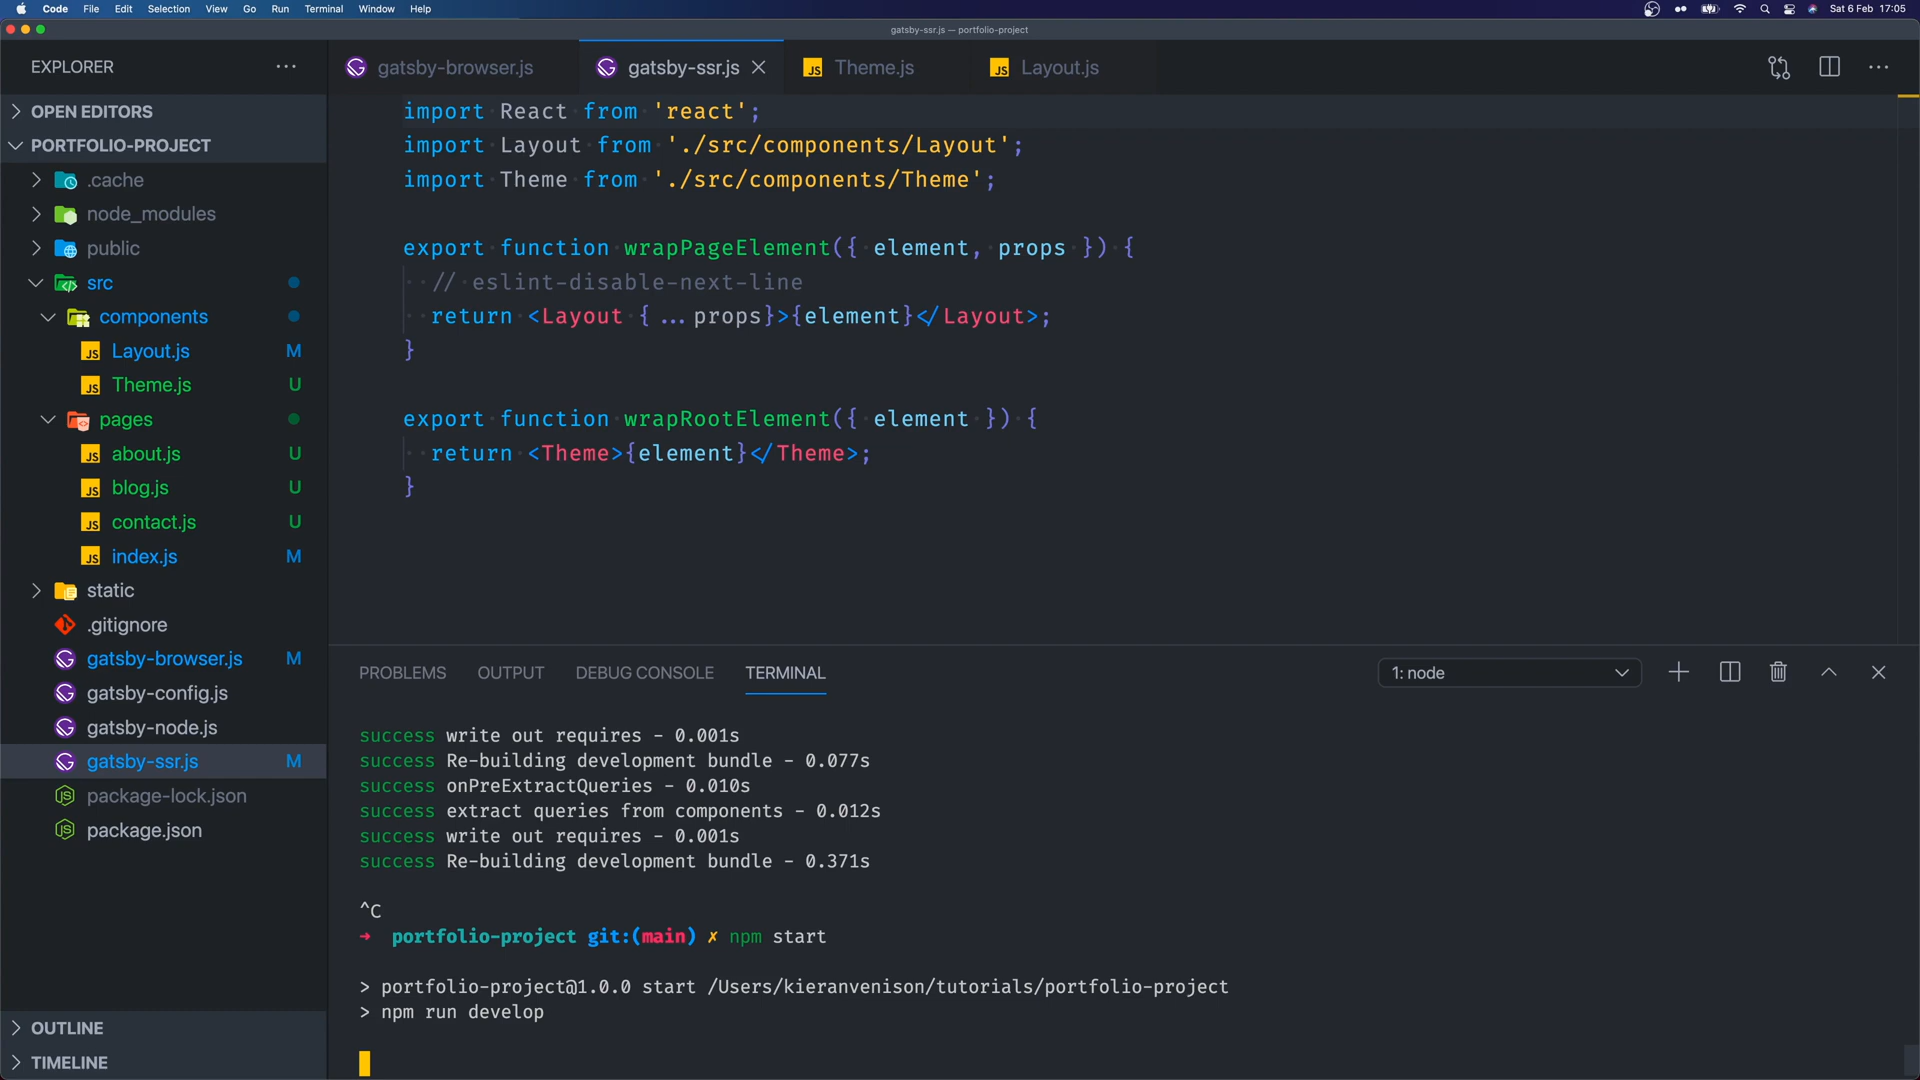 Code File Edit Selection View Go Run Terminal Window Help Sat 6 Feb 17:05
gatsby-ssr.js — portfolio-project
EXPLORER
gatsby-browser.js gatsby-ssr.js Theme.js Layout.js
OPEN EDITORS
PORTFOLIO-PROJECT
.cache
node_modules
public
src
components
Layout.js M
Theme.js U
pages
about.js U
blog.js U
contact.js U
index.js M
static
.gitignore
gatsby-browser.js M
gatsby-config.js
gatsby-node.js
gatsby-ssr.js M
package-lock.json
package.json
OUTLINE
TIMELINE
import React from 'react';
import Layout from './src/components/Layout';
import Theme from './src/components/Theme';
export function wrapPageElement({ element, props }) {
// eslint-disable-next-line
return <Layout {...props}>{element}</Layout>;
}
export function wrapRootElement({ element }) {
return <Theme>{element}</Theme>;
}
PROBLEMS OUTPUT DEBUG CONSOLE TERMINAL 1: node
success write out requires - 0.001s
success Re-building development bundle - 0.077s
success onPreExtractQueries - 0.010s
success extract queries from components - 0.012s
success write out requires - 0.001s
success Re-building development bundle - 0.371s
^C
→ portfolio-project git:(main) ✗ npm start
> portfolio-project@1.0.0 start /Users/kieranvenison/tutorials/portfolio-project
> npm run develop